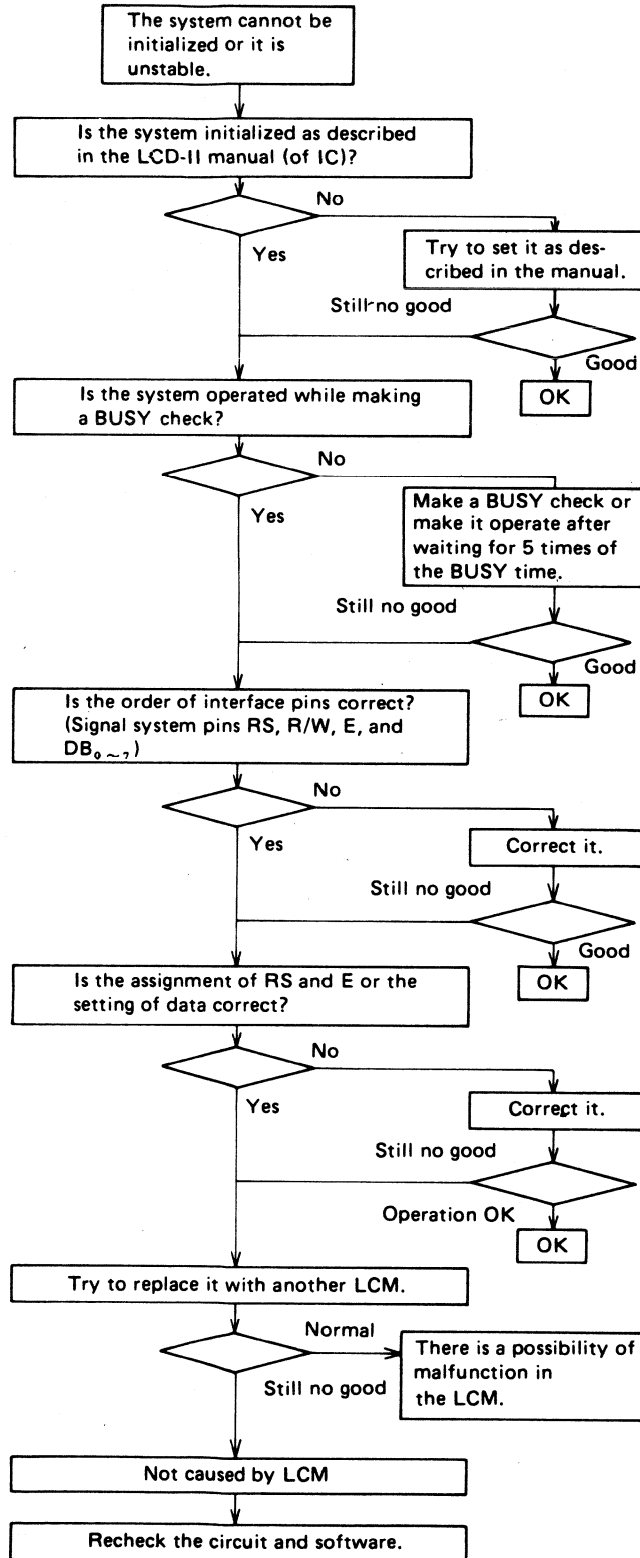 The system cannot be
initialized or it is
unstable.
Is the system initialized as described
in the LCD-II manual (of IC)?
No
Yes
Try to set it as des-
cribed in the manual.
Still no good
Good
OK
Is the system operated while making
a BUSY check?
No
Yes
Make a BUSY check or
make it operate after
waiting for 5 times of
the BUSY time.
Still no good
Good
OK
Is the order of interface pins correct?
(Signal system pins RS, R/W, E, and
No
Yes
Correct it.
Still no good
Good
OK
Is the assignment of RS and E or the
setting of data correct?
No
Yes
Correct it.
Still no good
Operation OK
OK
Try to replace it with another LCM.
Normal
There is a possibility of
malfunction in
the LCM.
Still no good
Not caused by LCM
Recheck the circuit and software.